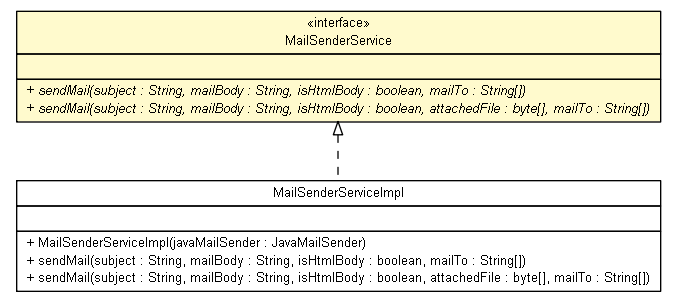 «interface»
MailSenderService
+ sendMail(subject : String, mailBody : String, isHtmlBody : boolean, mailTo : String[])
+ sendMail(subject : String, mailBody : String, isHtmlBody : boolean, attachedFile : byte[], mailTo : String[])
MailSenderServiceImpl
+ MailSenderServiceImpl(javaMailSender : JavaMailSender)
+ sendMail(subject : String, mailBody : String, isHtmlBody : boolean, mailTo : String[])
+ sendMail(subject : String, mailBody : String, isHtmlBody : boolean, attachedFile : byte[], mailTo : String[])